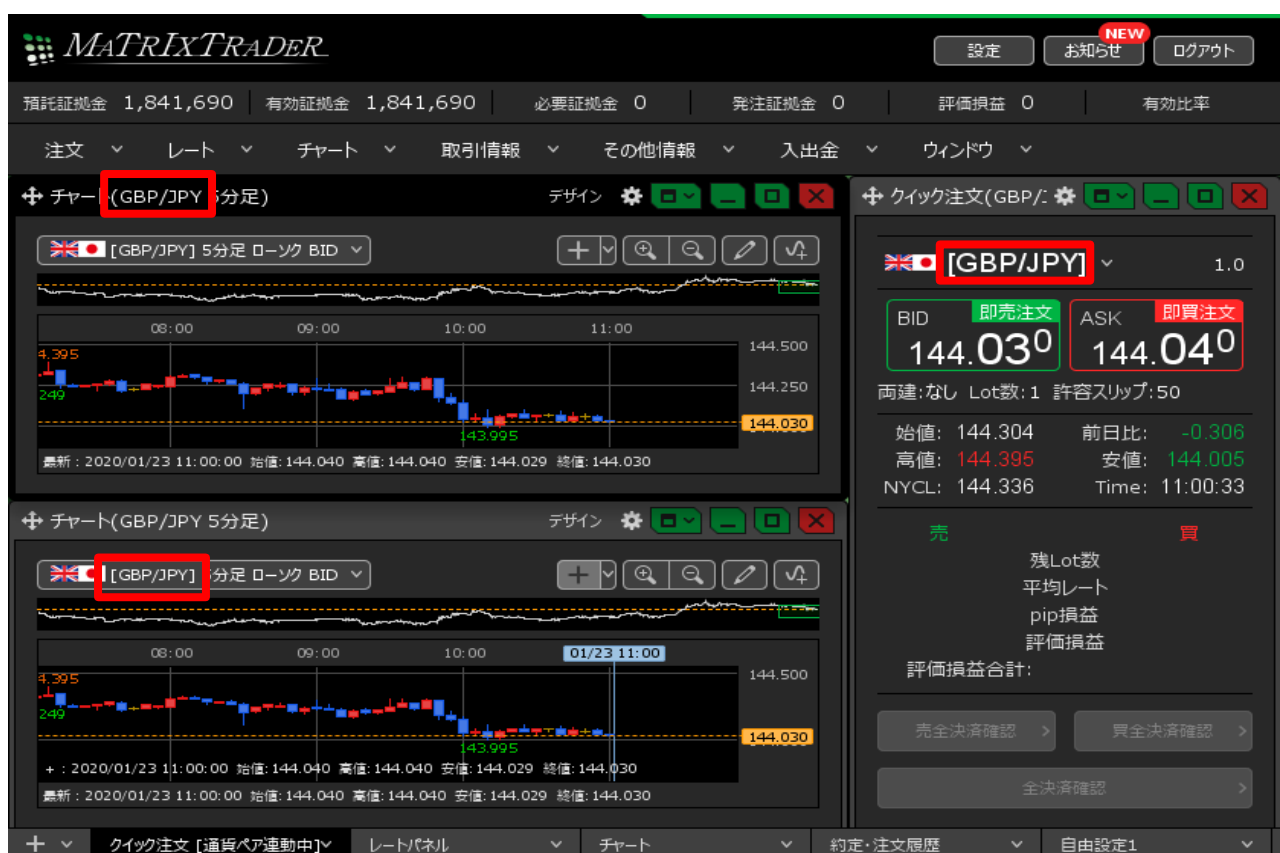 MATRIXTRADER
設定 お知らせ NEW ログアウト
預託証拠金 1,841,690 有効証拠金 1,841,690 必要証拠金 0 発注証拠金 0 評価損益 0 有効比率
注文 レート チャート 取引情報 その他情報 入出金 ウィンドウ
チャート(GBP/JPY 5分足) デザイン
[GBP/JPY] 5分足 ローソク BID
08:00 09:00 10:00 11:00
4.395
144.500
249
144.250
144.030
143.995
最新 : 2020/01/23 11:00:00 始値:144.040 高値:144.040 安値:144.029 終値:144.030
チャート(GBP/JPY 5分足) デザイン
[GBP/JPY] 5分足 ローソク BID
08:00 09:00 10:00 01/23 11:00
4.395
144.500
249
144.030
143.995
+ : 2020/01/23 11:00:00 始値:144.040 高値:144.040 安値:144.029 終値:144.030
最新 : 2020/01/23 11:00:00 始値:144.040 高値:144.040 安値:144.029 終値:144.030
クイック注文(GBP/
[GBP/JPY] 1.0
BID 即売注文 ASK 即買注文
144.030 144.040
両建:なし Lot数:1 許容スリップ:50
始値: 144.304 前日比: -0.306
高値: 144.395 安値: 144.005
NYCL: 144.336 Time: 11:00:33
売 買
残Lot数
平均レート
pip損益
評価損益
評価損益合計:
売全決済確認 > 買全決済確認 >
全決済確認 >
+ クイック注文 [通貨ペア連動中] レートパネル チャート 約定・注文履歴 自由設定1